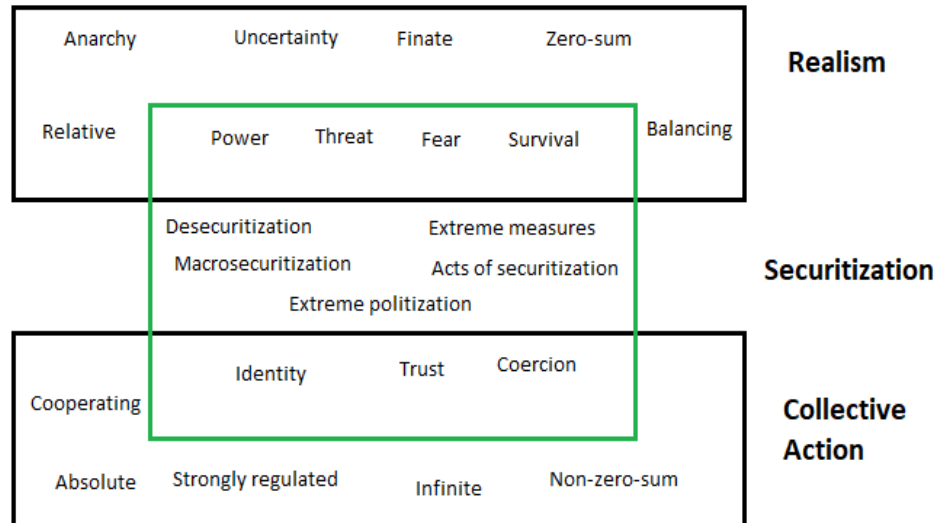 Anarchy Uncertainty Finate Zero-sum
Realism
Relative Power Threat Fear Survival Balancing
Desecuritization Extreme measures
Macrosecuritization Acts of securitization
Securitization
Extreme politization
Identity Trust Coercion
Cooperating
Collective
Action
Absolute Strongly regulated Infinite Non-zero-sum